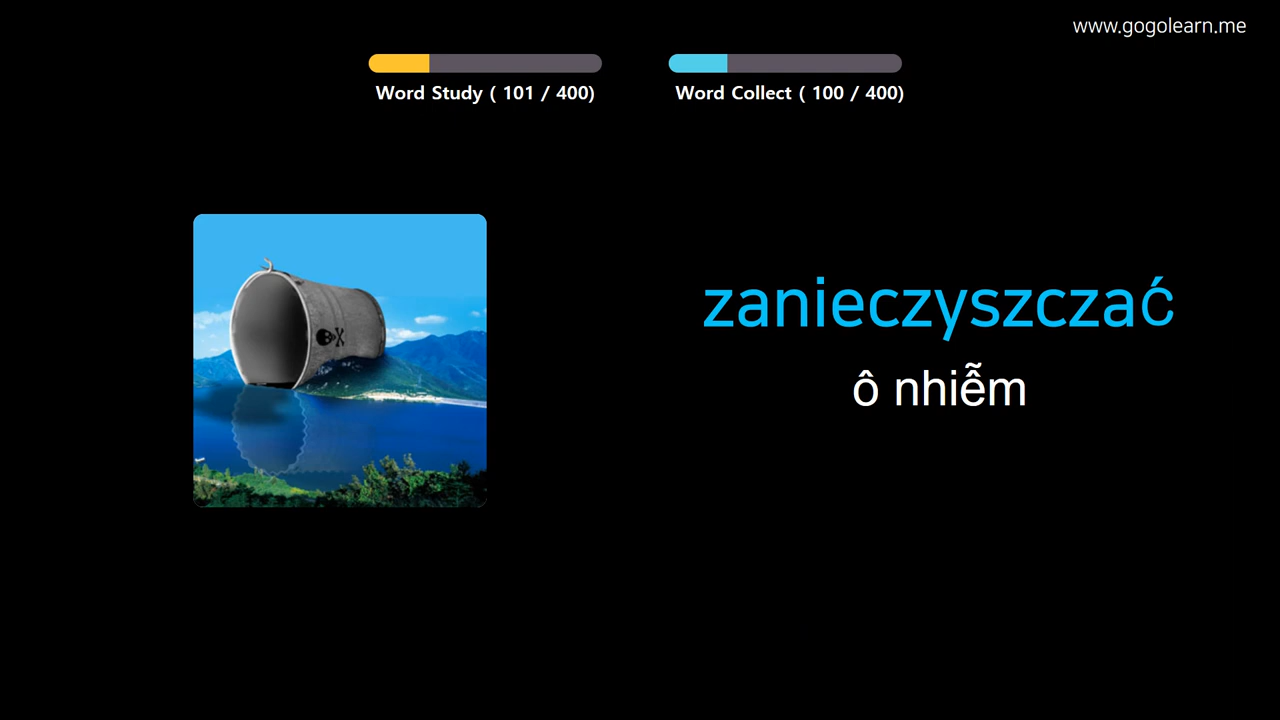 www.gogolearn.me
Word Study ( 101 / 400)
Word Collect ( 100 / 400)
zanieczyszczać
ô nhiễm